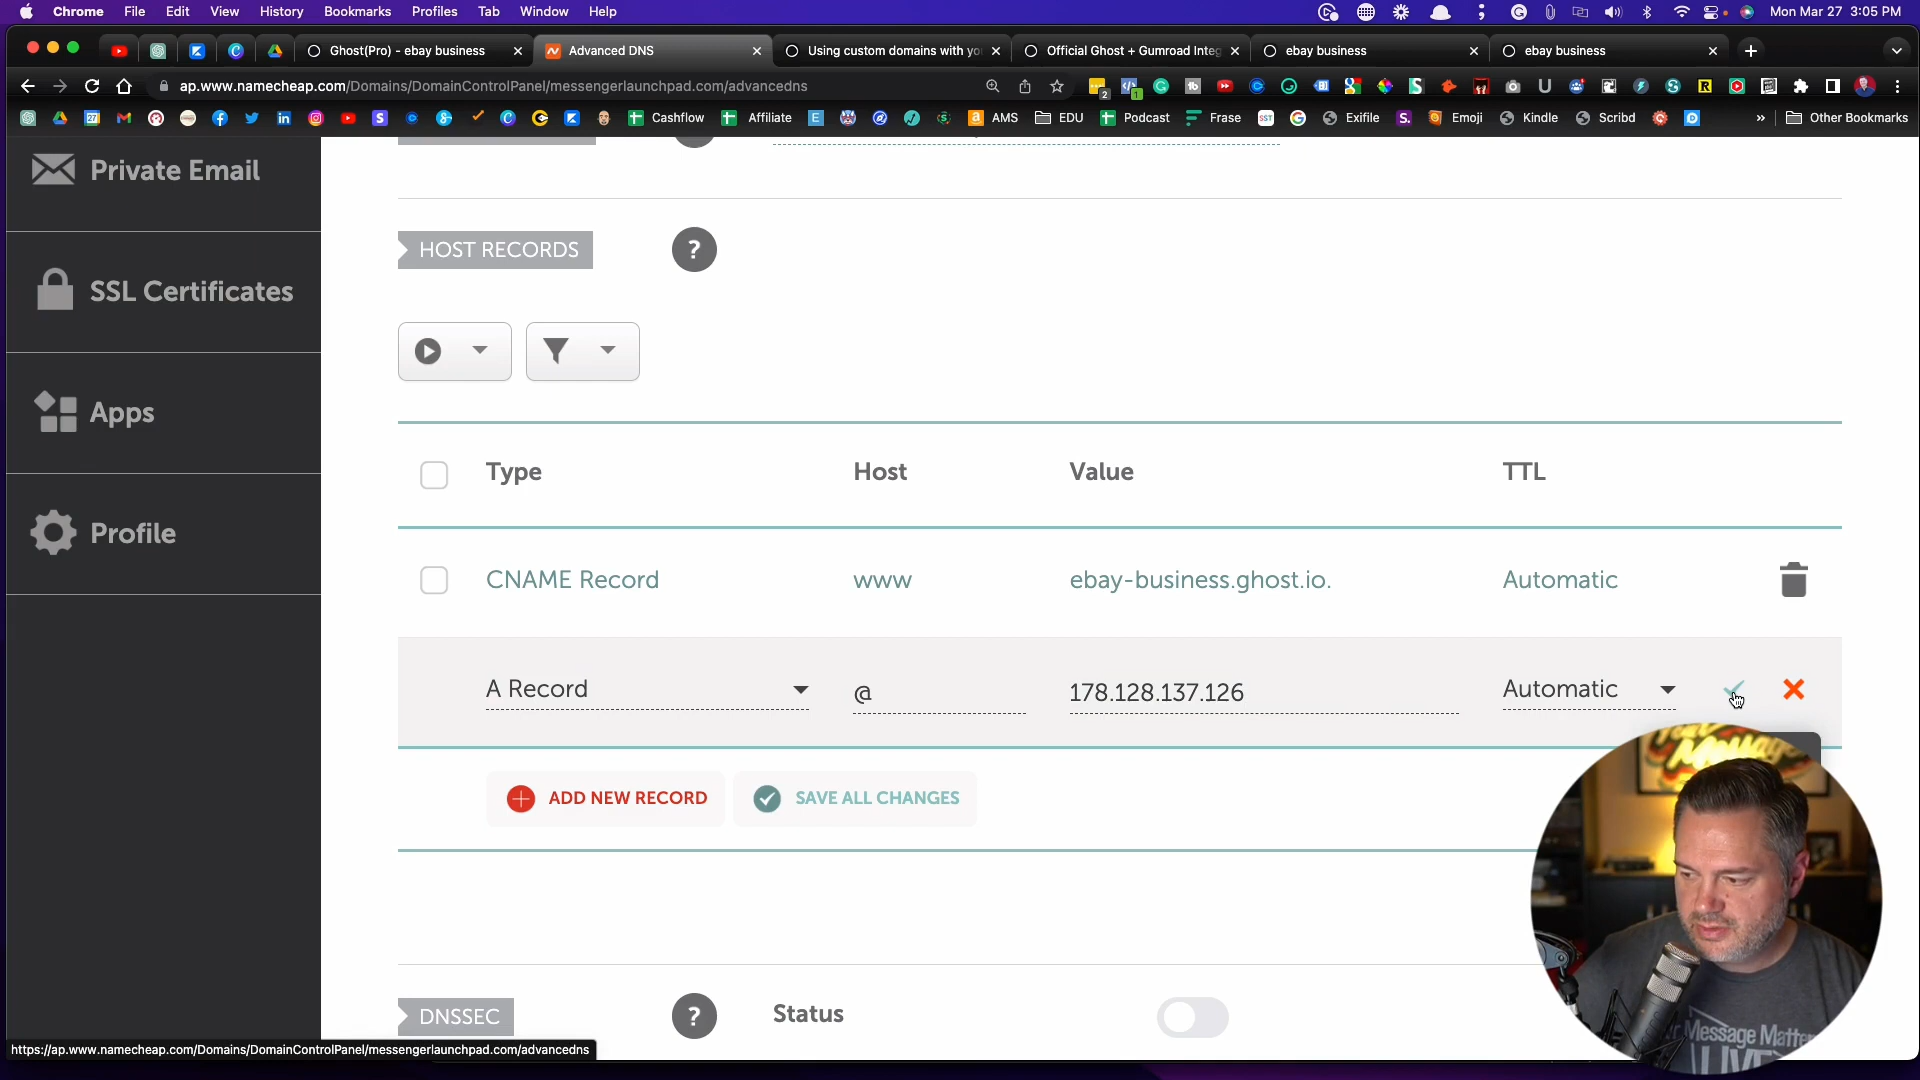 Chrome File Edit View History Bookmarks Profiles Tab Window Help Mon Mar 27 3:05 PM
Ghost(Pro) - ebay business Advanced DNS Using custom domains with yo Official Ghost + Gumroad Integ ebay business ebay business
ap.www.namecheap.com/Domains/DomainControlPanel/messengerlaunchpad.com/advancedns
Cashflow Affiliate AMS EDU Podcast Frase Exifile Emoji Kindle Scribd Other Bookmarks
Private Email
HOST RECORDS ?
SSL Certificates
Apps
Type Host Value TTL
Profile
CNAME Record www ebay-business.ghost.io. Automatic
A Record @ 178.128.137.126 Automatic
ADD NEW RECORD SAVE ALL CHANGES
DNSSEC ? Status
Message Matters
LIVE
https://ap.www.namecheap.com/Domains/DomainControlPanel/messengerlaunchpad.com/advancedns